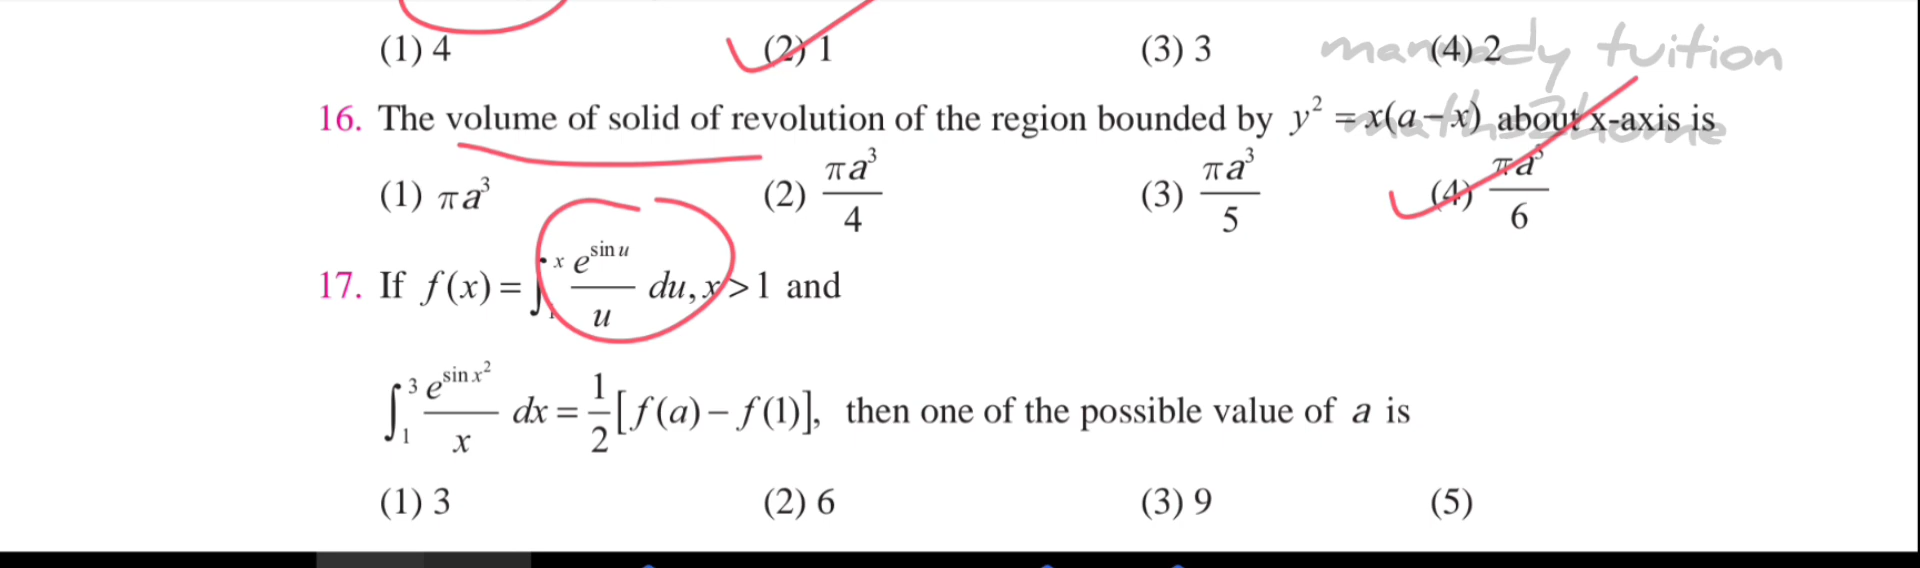 (1) 4 (2) 1 (3) 3 (4) 2
mannady tuition
maths2home
16. The volume of solid of revolution of the region bounded by y² = x(a − x) about x-axis is
(1) πa³ (2) πa³/4 (3) πa³/5 (4) πa³/6
17. If f(x) = ∫₁ˣ e^(sin u)/u du, x > 1 and
∫₁³ e^(sin x²)/x dx = 1/2 [f(a) − f(1)], then one of the possible value of a is
(1) 3 (2) 6 (3) 9 (5)